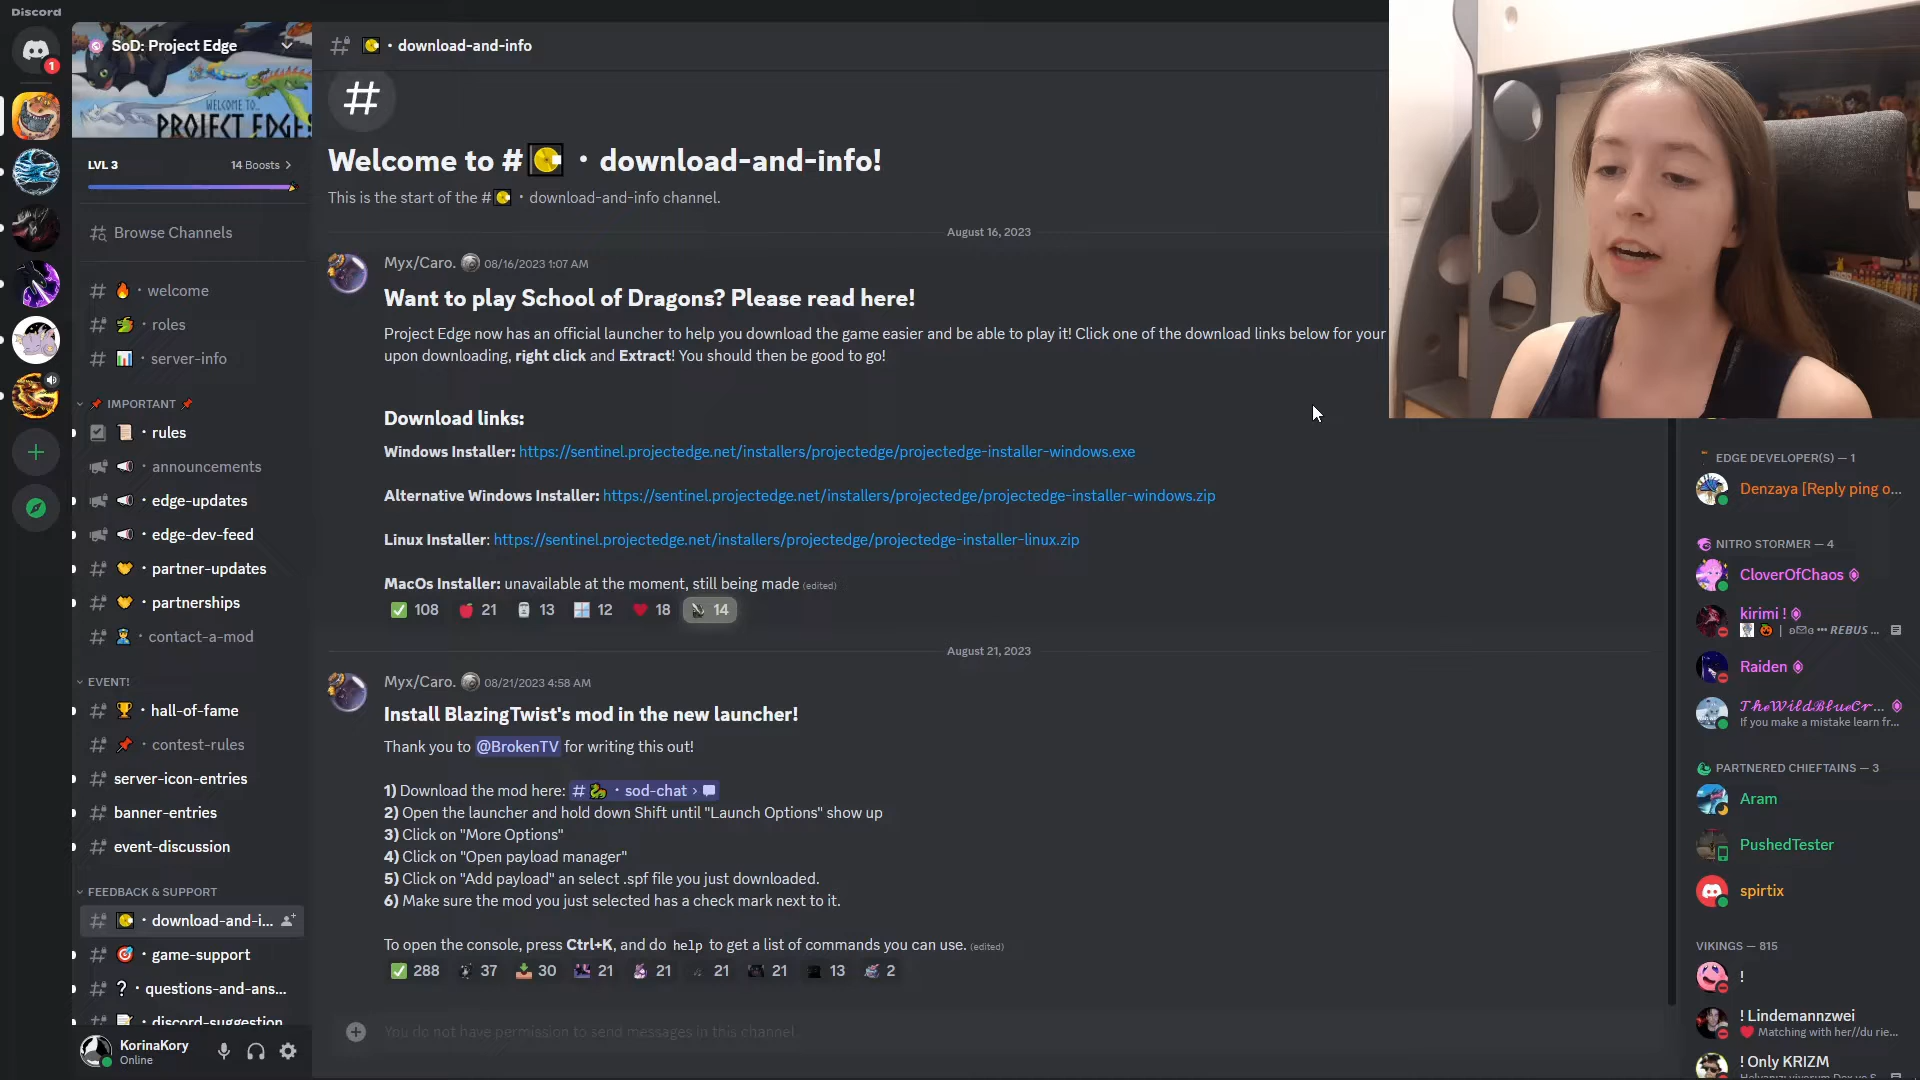 Discord
1
SoD: Project Edge
WELCOME TO...
PROJECT EDGE!
LVL 3
14 Boosts
Browse Channels
welcome
roles
server-info
IMPORTANT
rules
announcements
edge-updates
edge-dev-feed
partner-updates
partnerships
contact-a-mod
EVENT!
hall-of-fame
contest-rules
server-icon-entries
banner-entries
event-discussion
FEEDBACK & SUPPORT
download-and-i...
game-support
questions-and-ans...
discord-suggestion
KorinaKory
Online
download-and-info
Welcome to # · download-and-info!
This is the start of the # · download-and-info channel.
August 16, 2023
Myx/Caro. 08/16/2023 1:07 AM
Want to play School of Dragons? Please read here!
Project Edge now has an official launcher to help you download the game easier and be able to play it! Click one of the download links below for your
upon downloading, right click and Extract! You should then be good to go!
Download links:
Windows Installer: https://sentinel.projectedge.net/installers/projectedge/projectedge-installer-windows.exe
Alternative Windows Installer: https://sentinel.projectedge.net/installers/projectedge/projectedge-installer-windows.zip
Linux Installer: https://sentinel.projectedge.net/installers/projectedge/projectedge-installer-linux.zip
MacOs Installer: unavailable at the moment, still being made (edited)
108 21 13 12 18 14
August 21, 2023
Myx/Caro. 08/21/2023 4:58 AM
Install BlazingTwist's mod in the new launcher!
Thank you to @BrokenTV for writing this out!
1) Download the mod here: # · sod-chat ›
2) Open the launcher and hold down Shift until "Launch Options" show up
3) Click on "More Options"
4) Click on "Open payload manager"
5) Click on "Add payload" an select .spf file you just downloaded.
6) Make sure the mod you just selected has a check mark next to it.
To open the console, press Ctrl+K, and do help to get a list of commands you can use. (edited)
288 37 30 21 21 21 21 13 2
You do not have permission to send messages in this channel.
EDGE DEVELOPER(S) — 1
Denzaya [Reply ping o...
NITRO STORMER — 4
CloverOfChaos
kirimi !
REBUS ...
Raiden
TheWildBlueCr...
If you make a mistake learn fr...
PARTNERED CHIEFTAINS — 3
Aram
PushedTester
spirtix
VIKINGS — 815
!
! Lindemannzwei
Matching with her//du rie...
! Only KRIZM